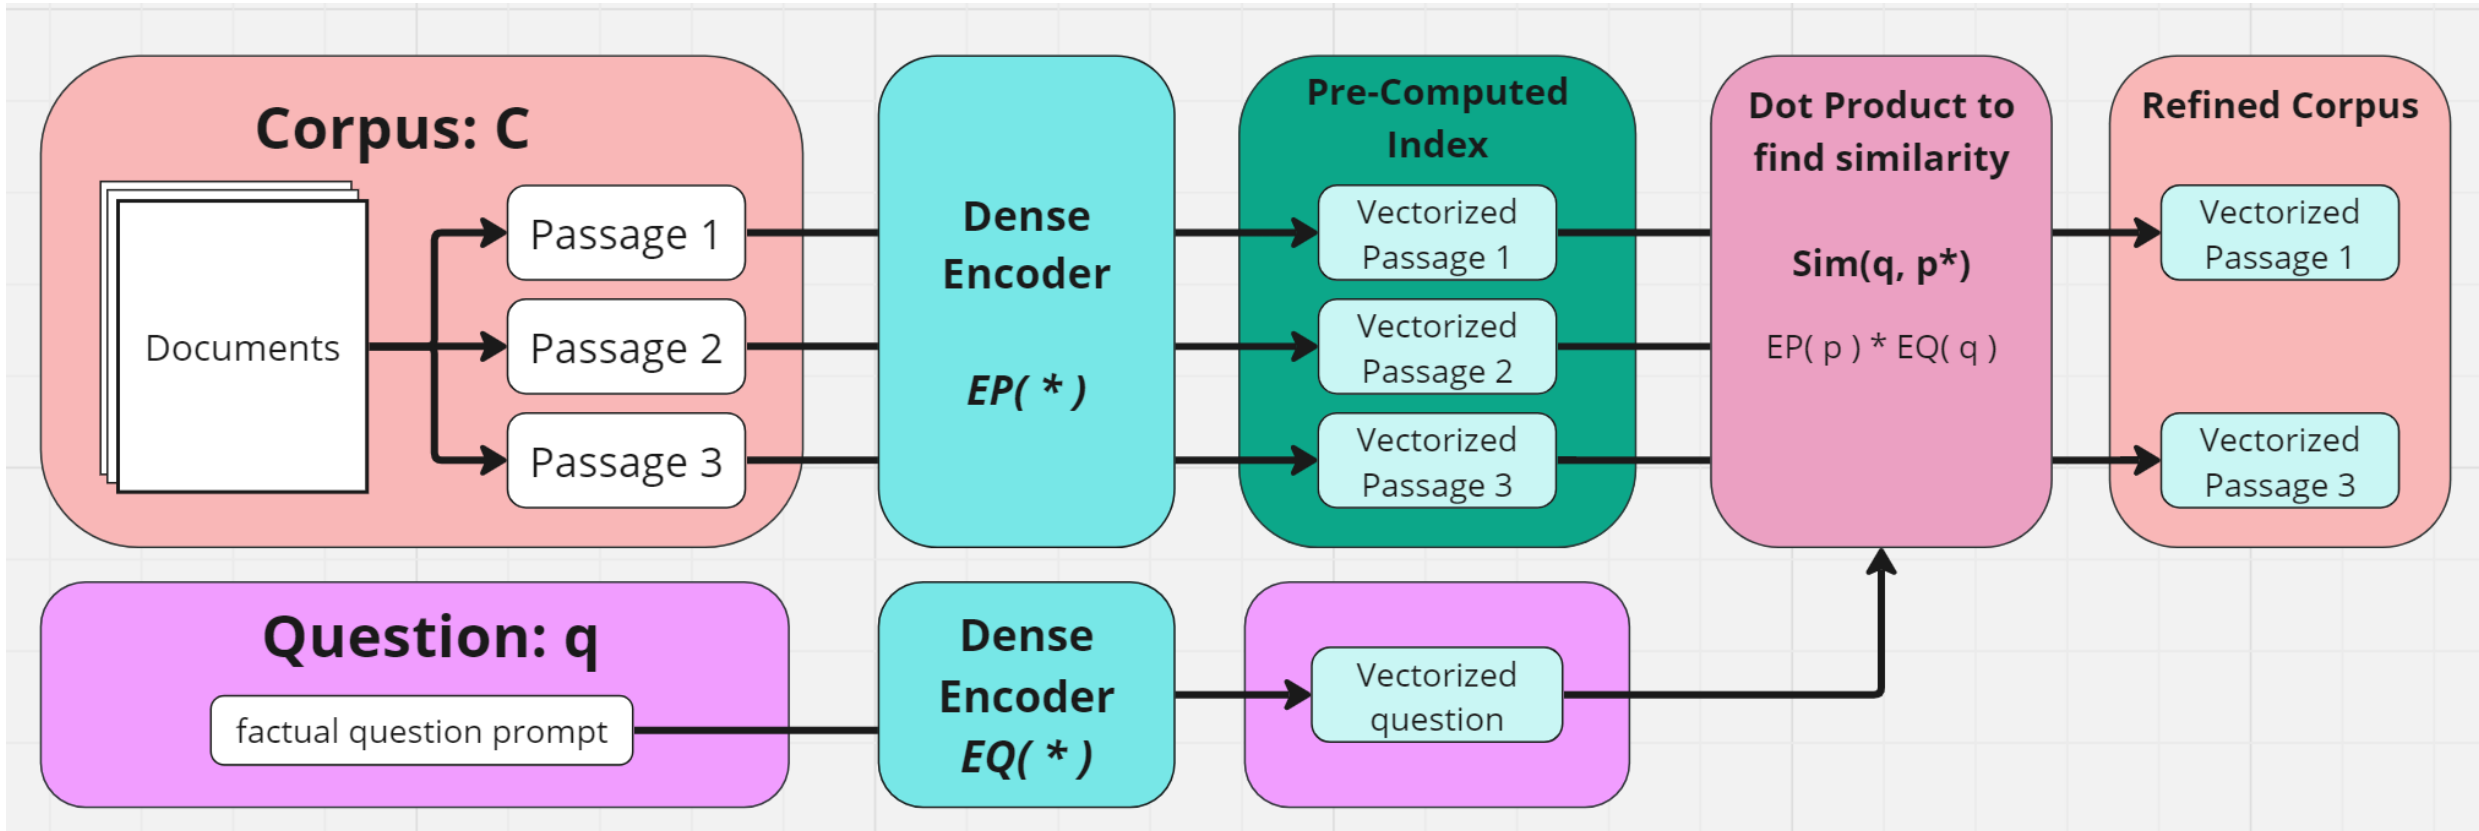 Corpus: C
Documents
Passage 1
Passage 2
Passage 3
Dense
Encoder
EP( * )
Pre-Computed
Index
Vectorized
Passage 1
Vectorized
Passage 2
Vectorized
Passage 3
Dot Product to
find similarity
Sim(q, p*)
EP( p ) * EQ( q )
Refined Corpus
Vectorized
Passage 1
Vectorized
Passage 3
Question: q
factual question prompt
Dense
Encoder
EQ( * )
Vectorized
question